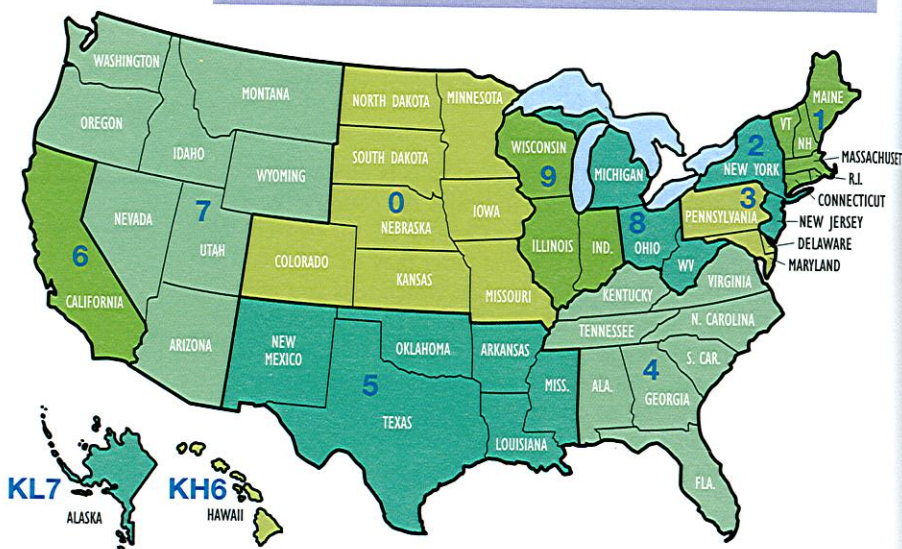 WASHINGTON
OREGON
IDAHO
MONTANA
WYOMING
NEVADA
7
UTAH
6
CALIFORNIA
ARIZONA
NORTH DAKOTA
SOUTH DAKOTA
0
NEBRASKA
KANSAS
COLORADO
MINNESOTA
IOWA
MISSOURI
NEW
MEXICO
OKLAHOMA
ARKANSAS
5
TEXAS
LOUISIANA
MISS.
WISCONSIN
9
ILLINOIS
IND.
MICHIGAN
8
OHIO
WV
KENTUCKY
VIRGINIA
TENNESSEE
N. CAROLINA
S. CAR.
4
ALA.
GEORGIA
FLA.
2
NEW YORK
3
PENNSYLVANIA
MAINE
1
VT
NH
MASSACHUSET
R.I.
CONNECTICUT
NEW JERSEY
DELAWARE
MARYLAND
KL7
ALASKA
KH6
HAWAII